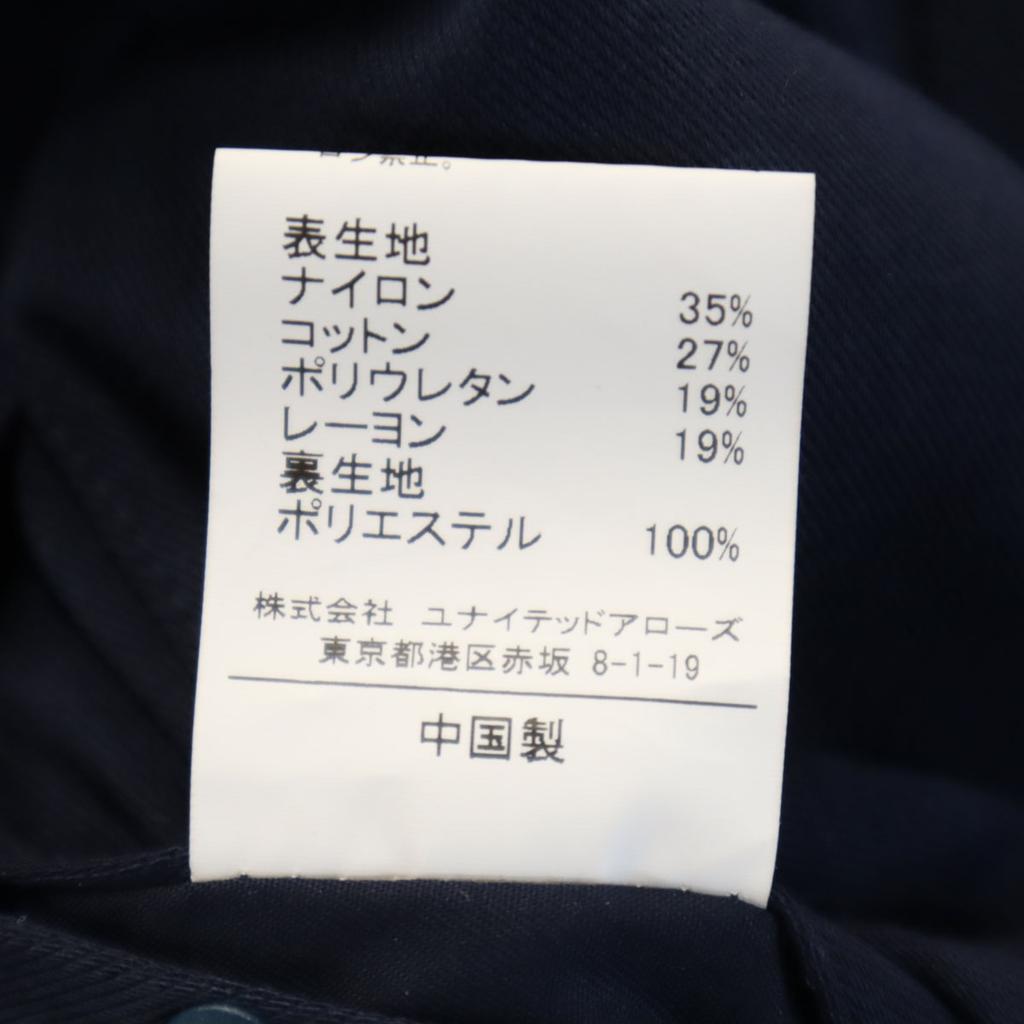 表生地
ナイロン 35%
コットン 27%
ポリウレタン 19%
レーヨン 19%
裏生地
ポリエステル 100%
株式会社 ユナイテッドアローズ
東京都港区赤坂 8-1-19
中国製